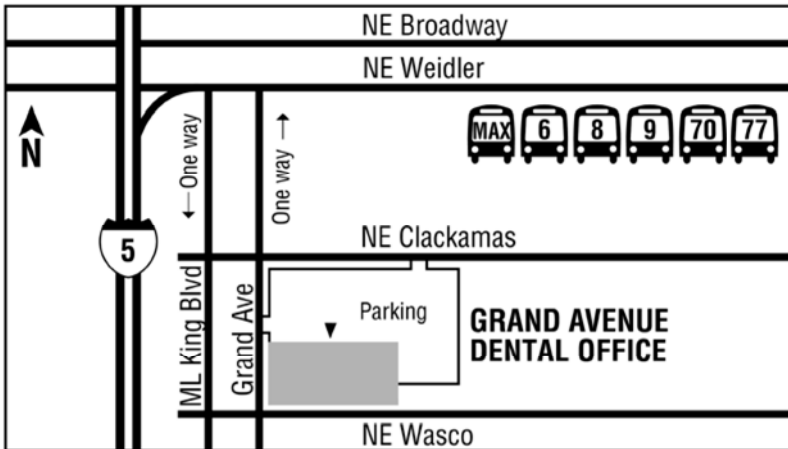 NE Broadway
NE Weidler
N
MAX 6 8 9 70 77
One way
One way
5
NE Clackamas
ML King Blvd
Grand Ave
Parking
GRAND AVENUE
DENTAL OFFICE
NE Wasco